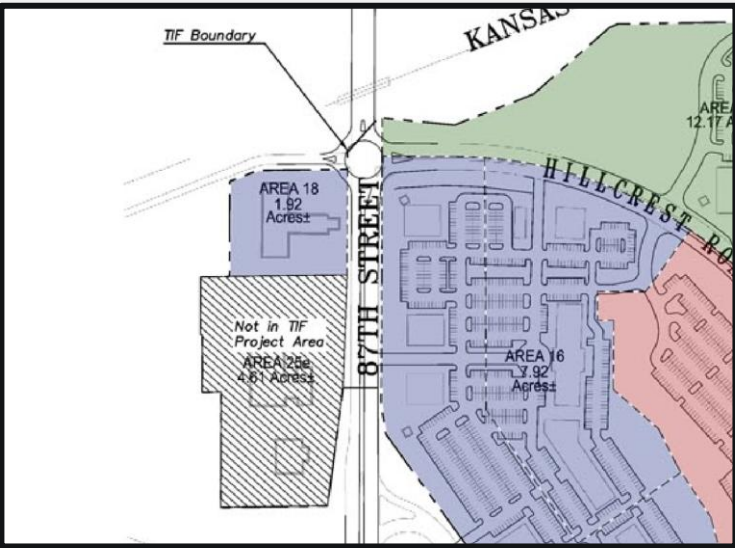 TIF Boundary
KANSAS
AREA
12.17 A
HILLCREST RO
AREA 18
1.92
Acres±
87TH STREET
Not in TIF
Project Area
AREA 25e
4.61 Acres±
AREA 16
7.92
Acres±